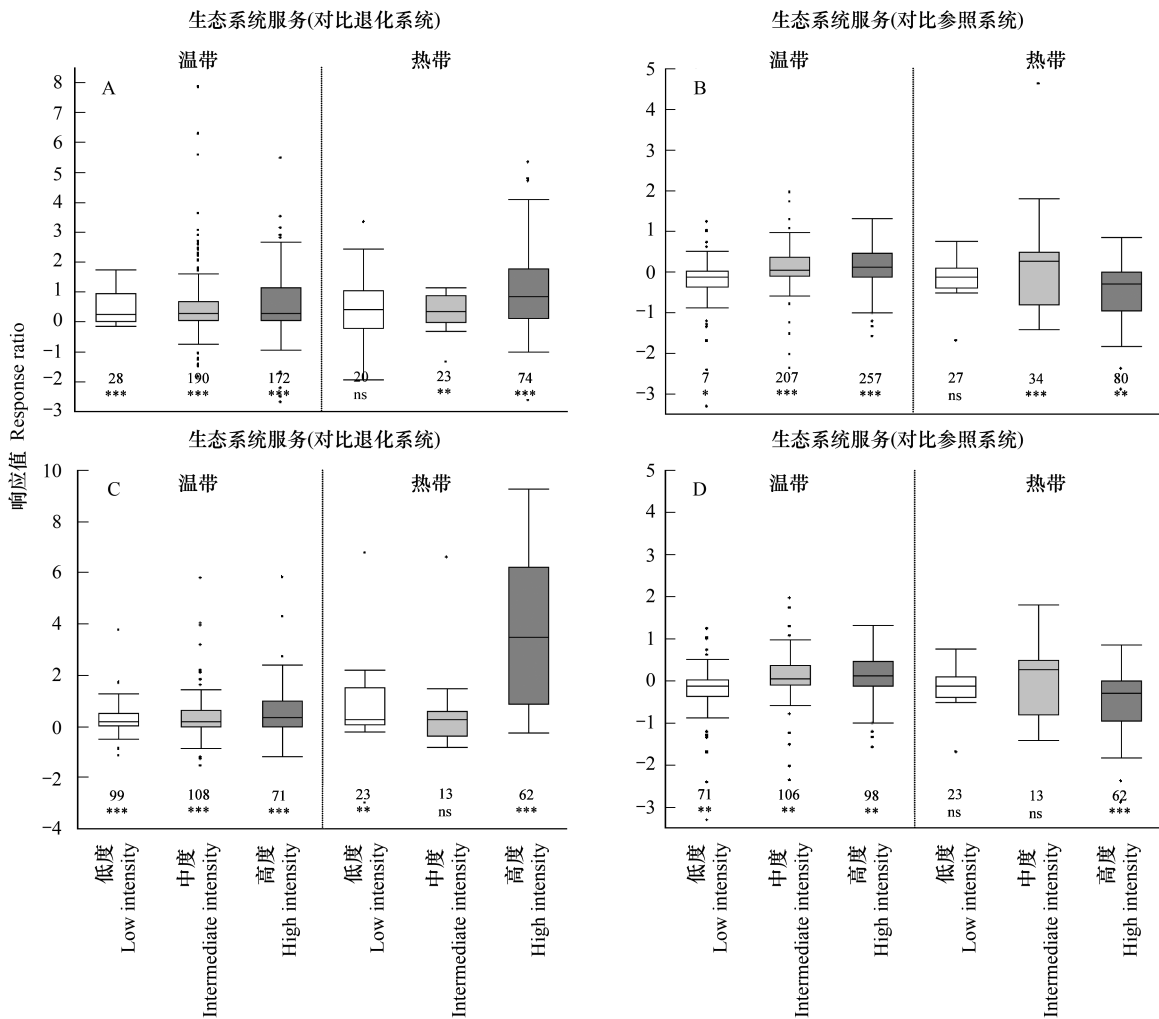 生态系统服务(对比退化系统)
温带 热带
A
8
7
6
5
4
3
2
1
0
−1
−2
−3
28 190 172 20 23 74
*** *** *** ns ** ***
生态系统服务(对比参照系统)
温带 热带
B
5
4
3
2
1
0
−1
−2
−3
7 207 257 27 34 80
* *** *** ns *** **
响应值 Response ratio
生态系统服务(对比退化系统)
温带 热带
C
10
8
6
4
2
0
−2
−4
99 108 71 23 13 62
*** *** *** ** ns ***
低度 Low intensity
中度 Intermediate intensity
高度 High intensity
低度 Low intensity
中度 Intermediate intensity
高度 High intensity
生态系统服务(对比参照系统)
温带 热带
D
5
4
3
2
1
0
−1
−2
−3
71 106 98 23 13 62
** ** ** ns ns ***
低度 Low intensity
中度 Intermediate intensity
高度 High intensity
低度 Low intensity
中度 Intermediate intensity
高度 High intensity